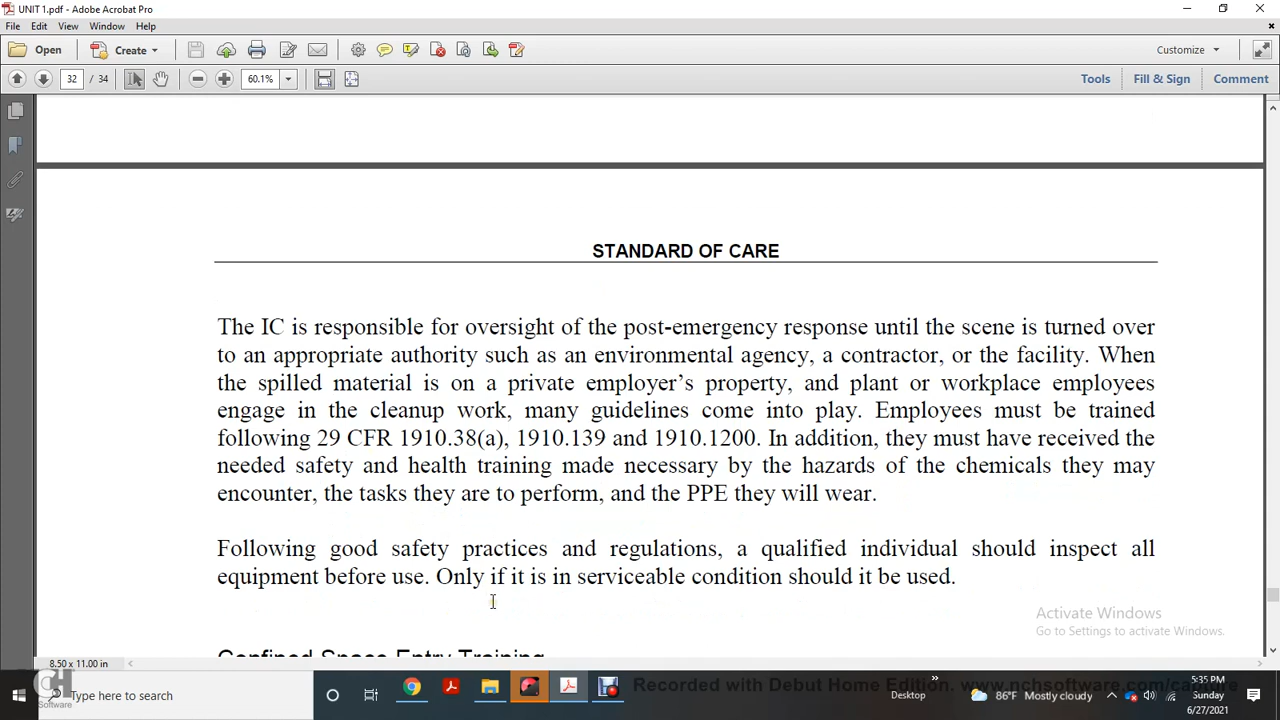 UNIT 1.pdf - Adobe Acrobat Pro
File Edit View Window Help
Open Create Customize
32 / 34 60.1% Tools Fill & Sign Comment
STANDARD OF CARE
The IC is responsible for oversight of the post-emergency response until the scene is turned over
to an appropriate authority such as an environmental agency, a contractor, or the facility. When
the spilled material is on a private employer's property, and plant or workplace employees
engage in the cleanup work, many guidelines come into play. Employees must be trained
following 29 CFR 1910.38(a), 1910.139 and 1910.1200. In addition, they must have received the
needed safety and health training made necessary by the hazards of the chemicals they may
encounter, the tasks they are to perform, and the PPE they will wear.
Following good safety practices and regulations, a qualified individual should inspect all
equipment before use. Only if it is in serviceable condition should it be used.
Activate Windows
Go to Settings to activate Windows.
Confined Space Entry Training
8.50 x 11.00 in
CH
Software
Type here to search
Recorded with Debut Home Edition. www.nchsoftware.com/capture
Desktop
86°F Mostly cloudy
5:35 PM
Sunday
6/27/2021